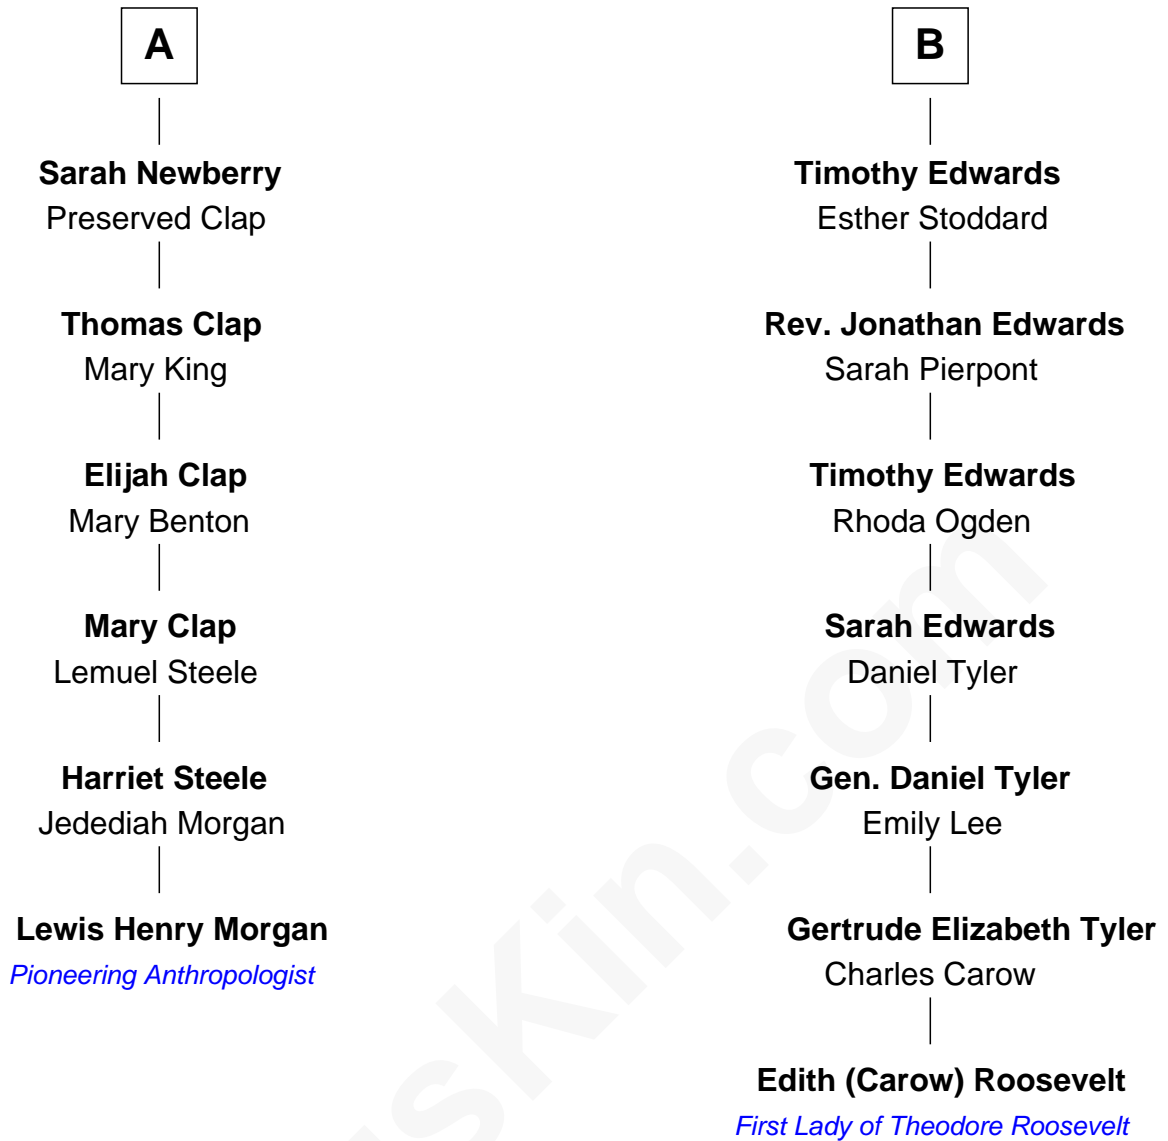 A
Sarah Newberry
Preserved Clap
Thomas Clap
Mary King
Elijah Clap
Mary Benton
Mary Clap
Lemuel Steele
Harriet Steele
Jedediah Morgan
Lewis Henry Morgan
Pioneering Anthropologist
B
Timothy Edwards
Esther Stoddard
Rev. Jonathan Edwards
Sarah Pierpont
Timothy Edwards
Rhoda Ogden
Sarah Edwards
Daniel Tyler
Gen. Daniel Tyler
Emily Lee
Gertrude Elizabeth Tyler
Charles Carow
Edith (Carow) Roosevelt
First Lady of Theodore Roosevelt